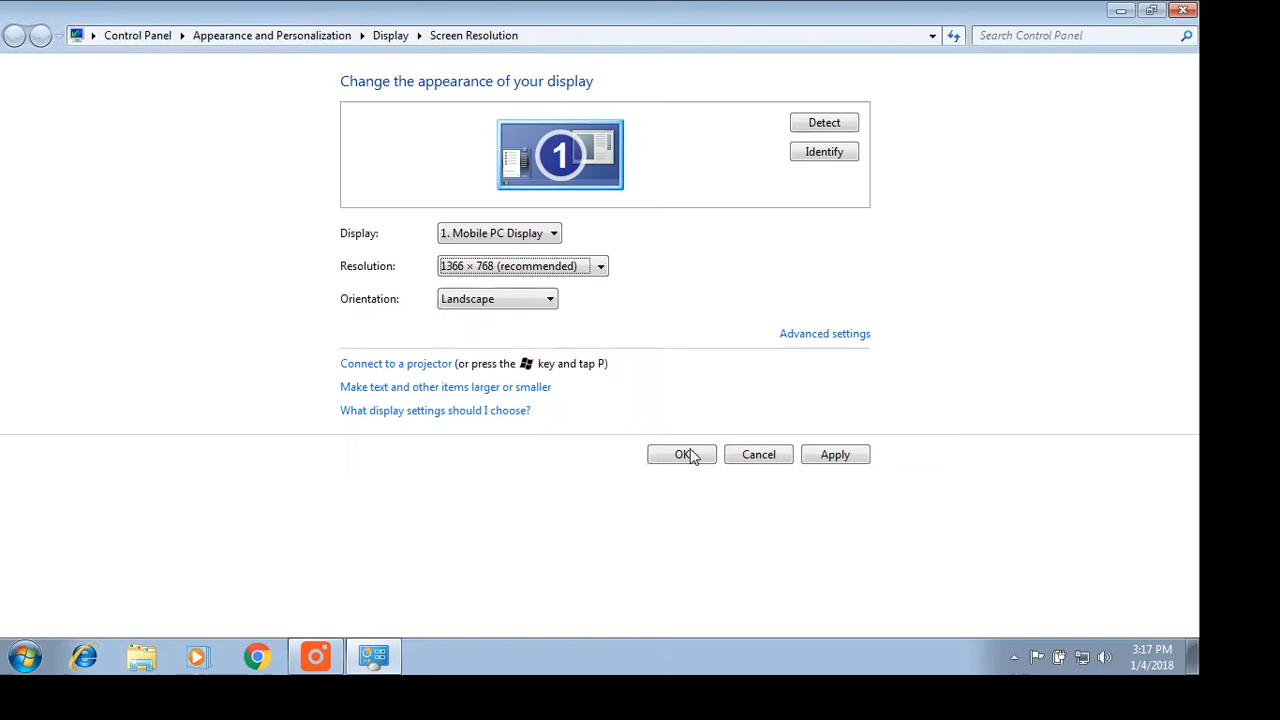 Control Panel Appearance and Personalization Display Screen Resolution Search Control Panel
Change the appearance of your display
1
Detect
Identify
Display: 1. Mobile PC Display
Resolution: 1366 × 768 (recommended)
Orientation: Landscape
Advanced settings
Connect to a projector (or press the key and tap P)
Make text and other items larger or smaller
What display settings should I choose?
OK Cancel Apply
3:17 PM
1/4/2018